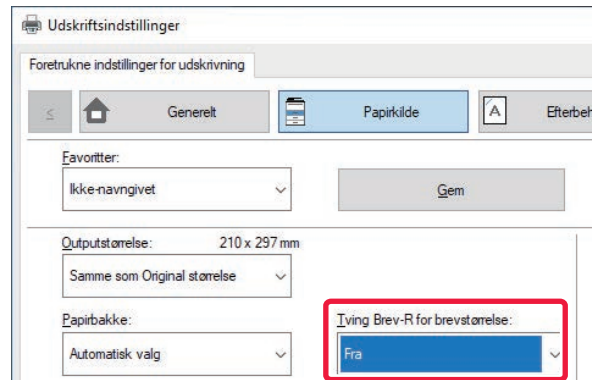 Udskriftsindstillinger
Foretrukne indstillinger for udskrivning
≤
Generelt
Papirkilde
A
Efterbeh
Favoritter:
Ikke-navngivet
Gem
Outputstørrelse: 210 x 297 mm
Samme som Original størrelse
Papirbakke:
Tving Brev-R for brevstørrelse:
Automatisk valg
Fra